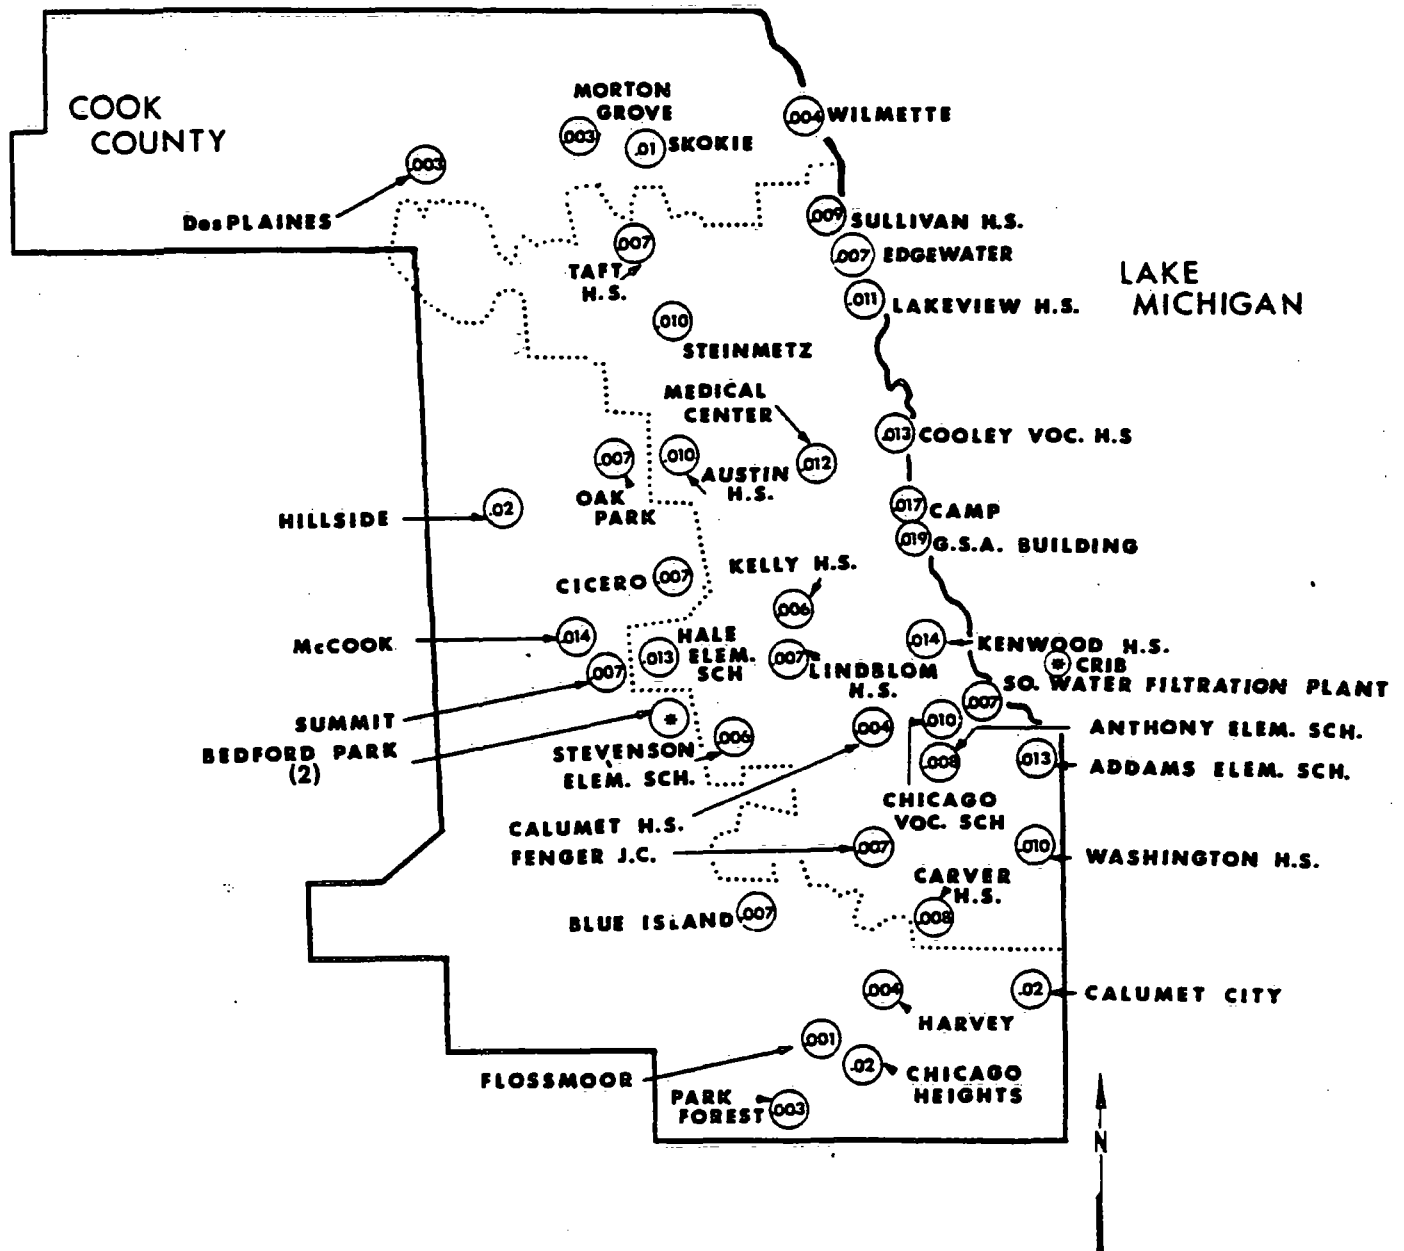 COOK
COUNTY
MORTON
GROVE
.003
.01
SKOKIE
.004
WILMETTE
.003
DesPLAINES
.009
SULLIVAN H.S.
.007
EDGEWATER
.007
TAFT
H.S.
.011
LAKEVIEW H.S.
LAKE
MICHIGAN
.010
STEINMETZ
MEDICAL
CENTER
.012
.013
COOLEY VOC. H.S
.007
OAK
PARK
.010
AUSTIN
H.S.
HILLSIDE
.02
.017
CAMP
.019
G.S.A. BUILDING
CICERO
.007
KELLY H.S.
.006
McCOOK
.014
.013
HALE
ELEM.
SCH
.007
LINDBLOM
H.S.
.014
KENWOOD H.S.
* CRIB
.007
SO. WATER FILTRATION PLANT
SUMMIT
.007
BEDFORD PARK
(2)
*
STEVENSON
ELEM. SCH.
.006
.004
.010
.008
ANTHONY ELEM. SCH.
.013
ADDAMS ELEM. SCH.
CHICAGO
VOC. SCH
CALUMET H.S.
FENGER J.C.
.007
.010
WASHINGTON H.S.
CARVER
H.S.
.008
BLUE ISLAND
.007
.004
HARVEY
.02
CALUMET CITY
.001
FLOSSMOOR
.02
CHICAGO
HEIGHTS
PARK
FOREST
.003
N